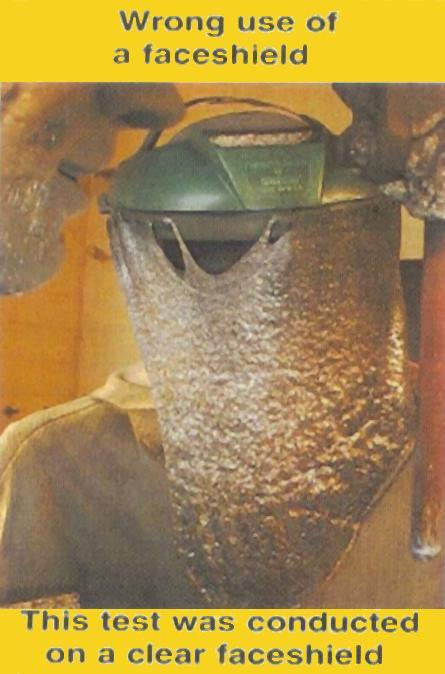 Wrong use of
a faceshield
This test was conducted
on a clear faceshield